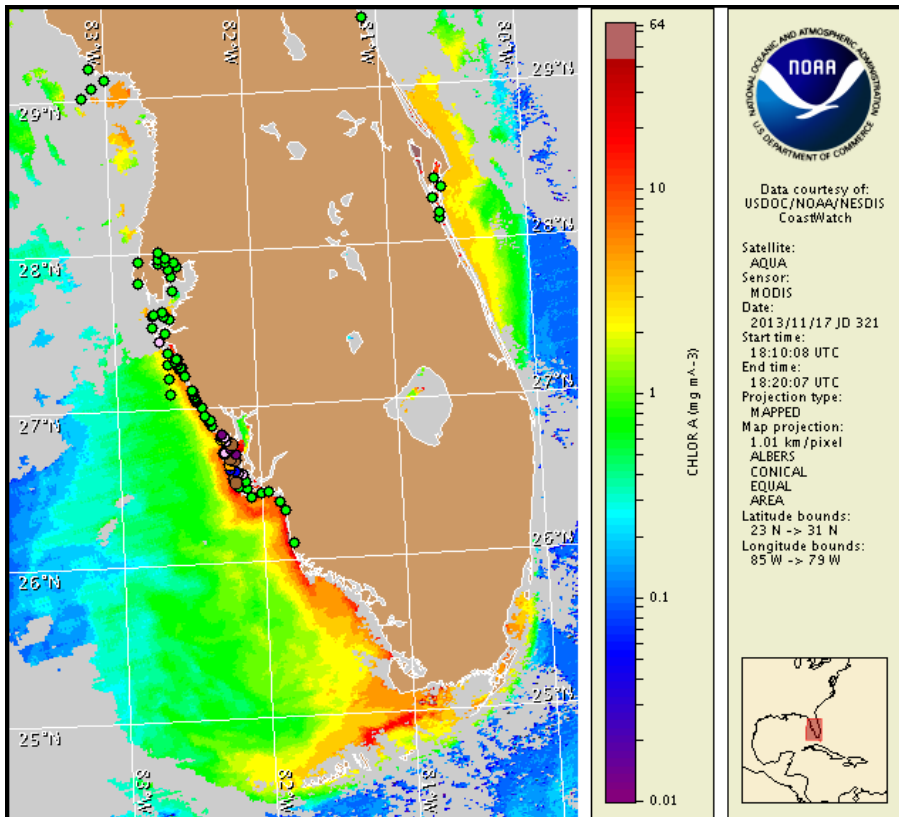 83°W
82°W
81°W
80°W
29°N
29°N
28°N
28°N
27°N
27°N
26°N
26°N
25°N
25°N
83°W
82°W
81°W
64
10
1
0.1
0.01
CHLOR A (mg m^-3)
NATIONAL OCEANIC AND ATMOSPHERIC ADMINISTRATION
NOAA
U.S. DEPARTMENT OF COMMERCE
Data courtesy of:
USDOC/NOAA/NESDIS
CoastWatch
Satellite:
AQUA
Sensor:
MODIS
Date:
2013/11/17 JD 321
Start time:
18:10:08 UTC
End time:
18:20:07 UTC
Projection type:
MAPPED
Map projection:
1.01 km/pixel
ALBERS
CONICAL
EQUAL
AREA
Latitude bounds:
23 N -> 31 N
Longitude bounds:
85 W -> 79 W